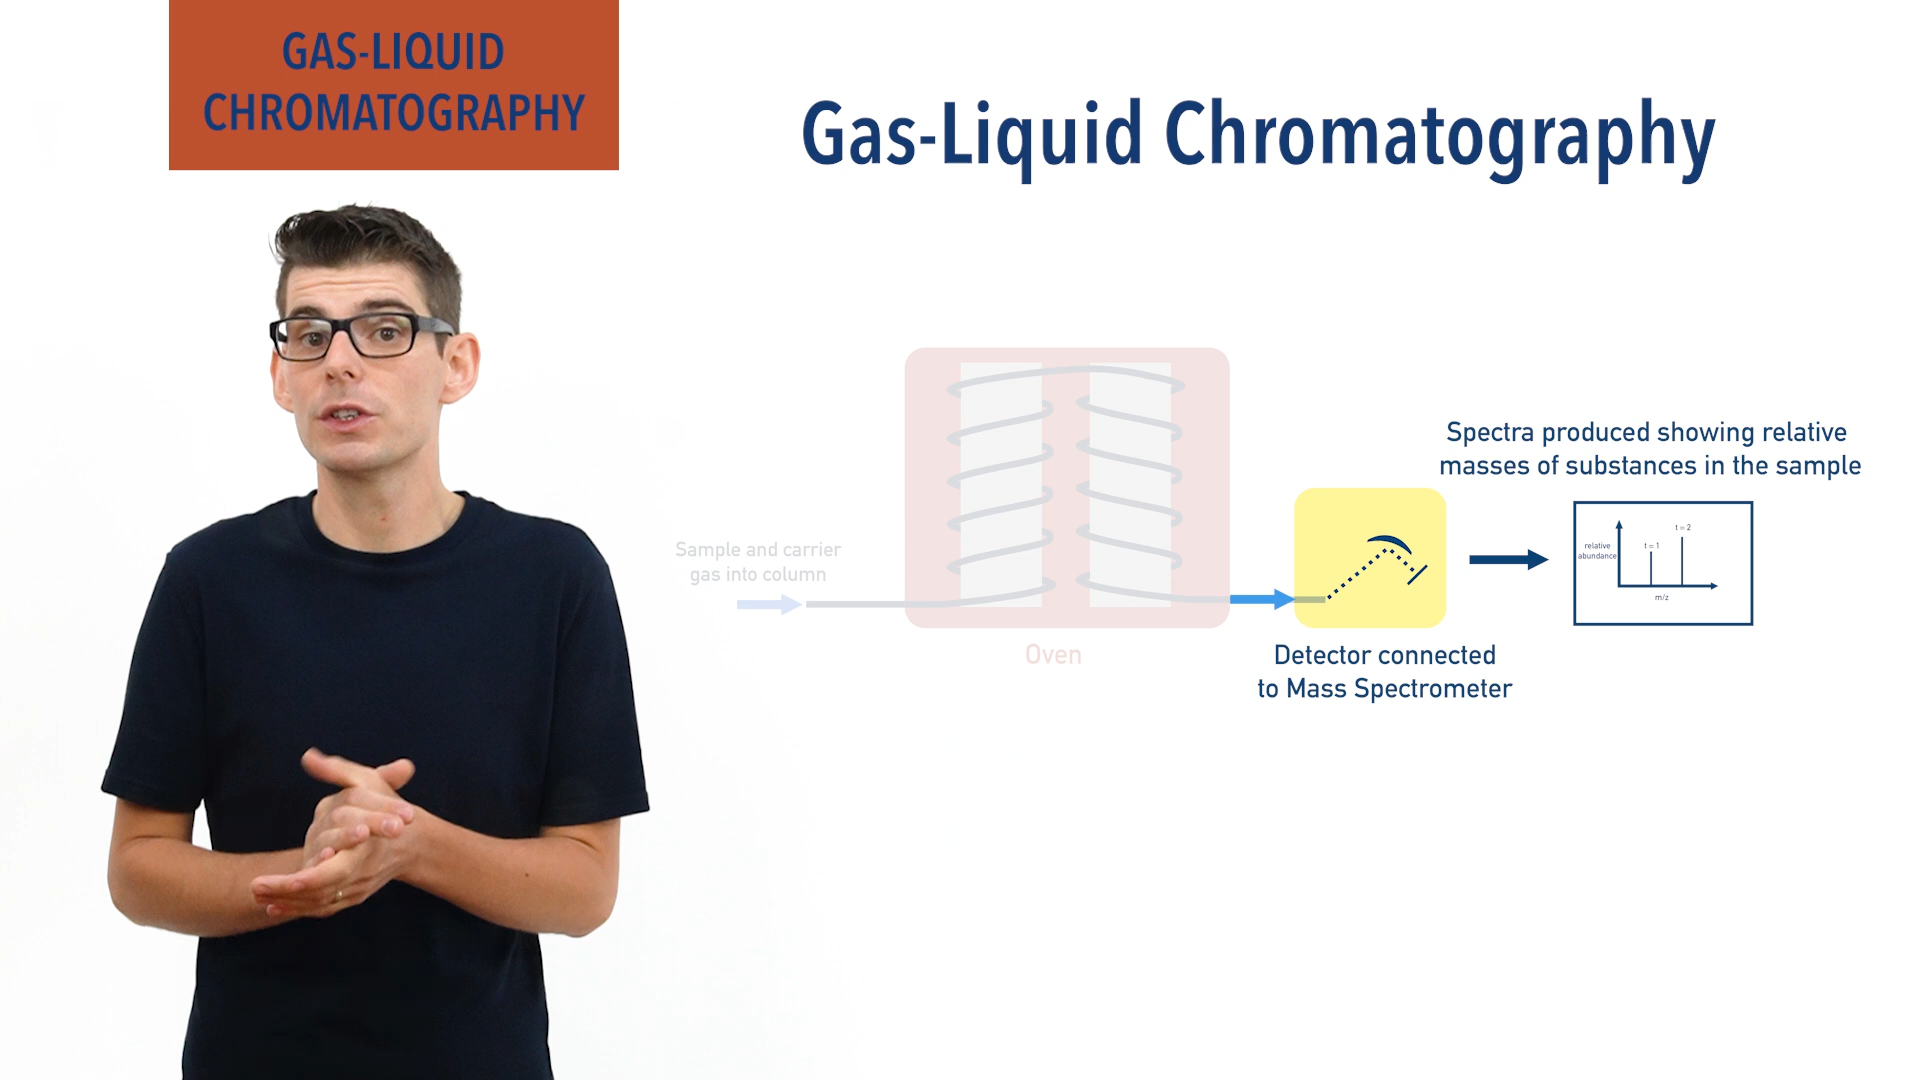 GAS-LIQUID
CHROMATOGRAPHY
Gas-Liquid Chromatography
Sample and carrier
gas into column
Oven
Detector connected
to Mass Spectrometer
Spectra produced showing relative
masses of substances in the sample
relative
abundance
t = 1
t = 2
m/z